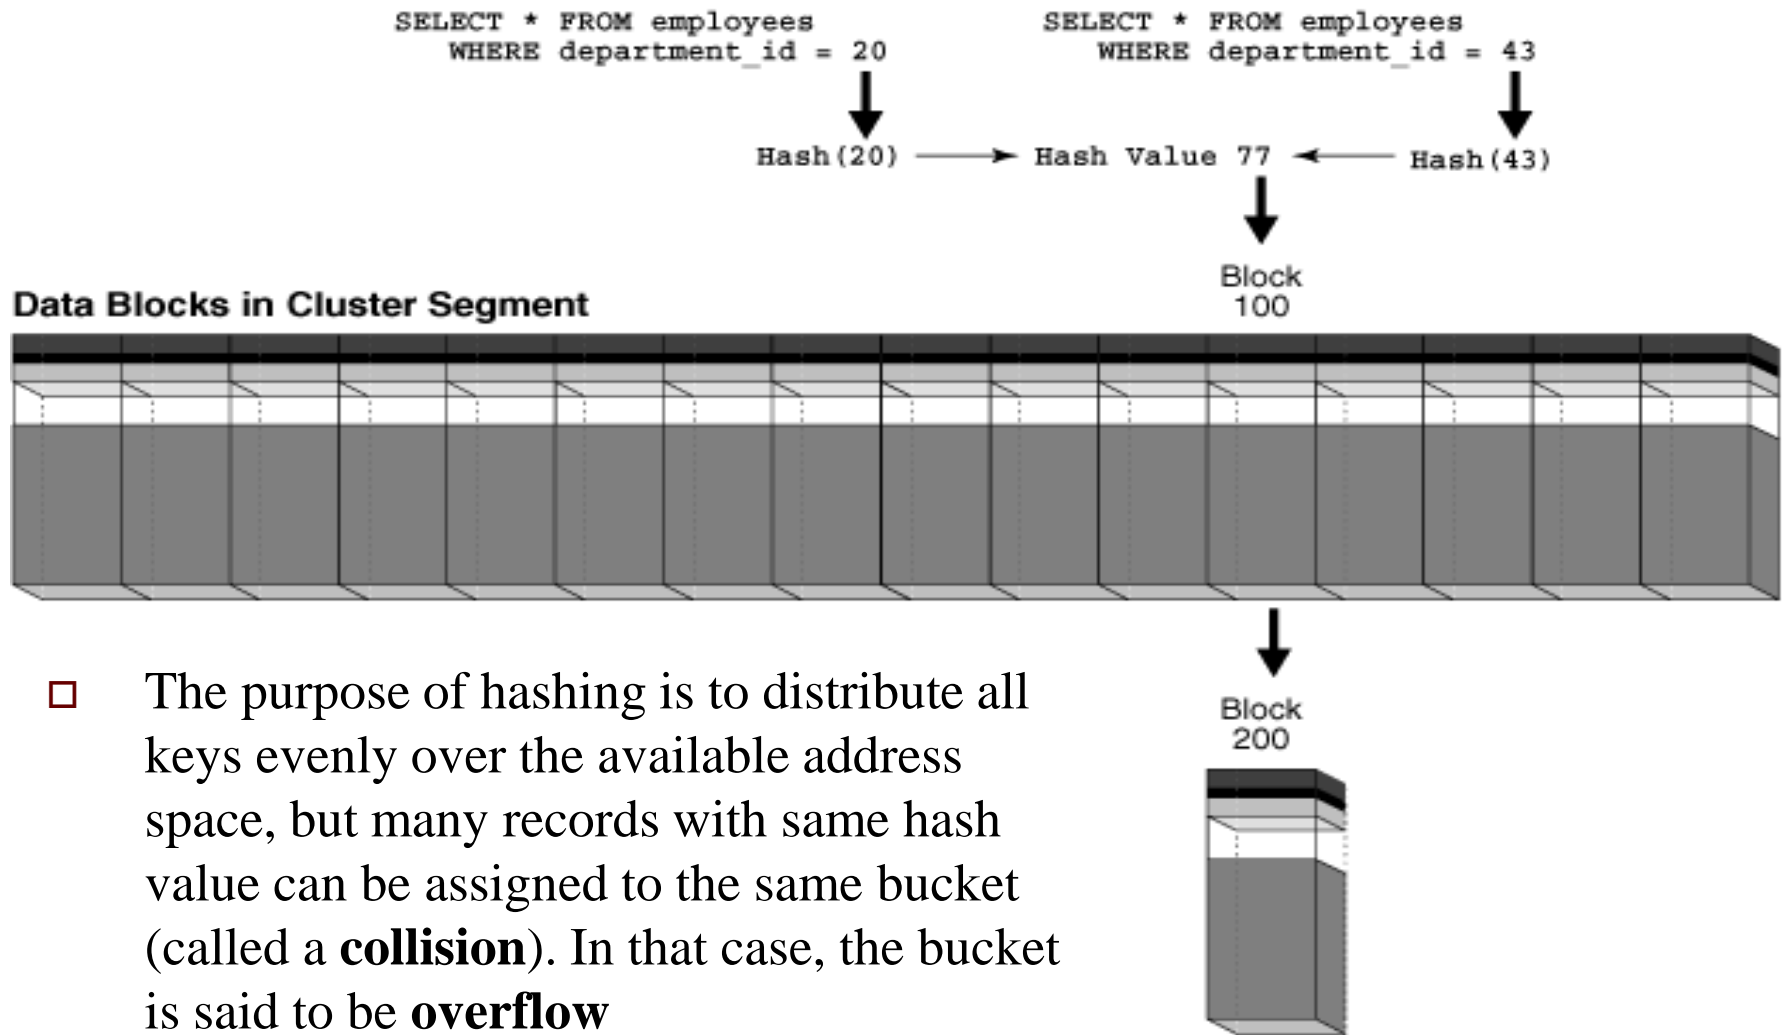 SELECT * FROM employees
WHERE department_id = 20
SELECT * FROM employees
WHERE department_id = 43
Hash(20)
Hash Value 77
Hash(43)
Block
100
Data Blocks in Cluster Segment
The purpose of hashing is to distribute all
keys evenly over the available address
space, but many records with same hash
value can be assigned to the same bucket
(called a collision). In that case, the bucket
is said to be overflow
Block
200